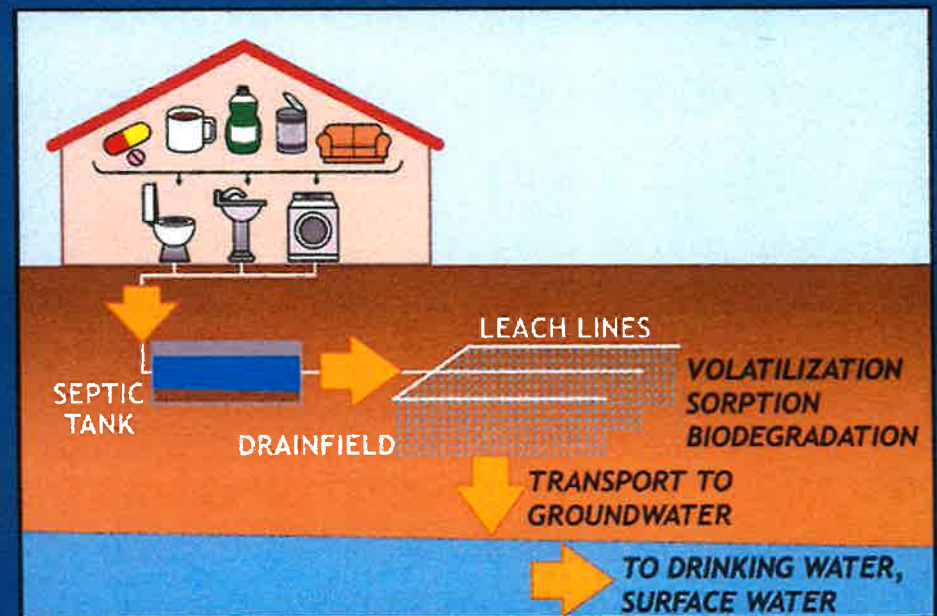 LEACH LINES
SEPTIC
TANK
DRAINFIELD
VOLATILIZATION
SORPTION
BIODEGRADATION
TRANSPORT TO
GROUNDWATER
TO DRINKING WATER,
SURFACE WATER